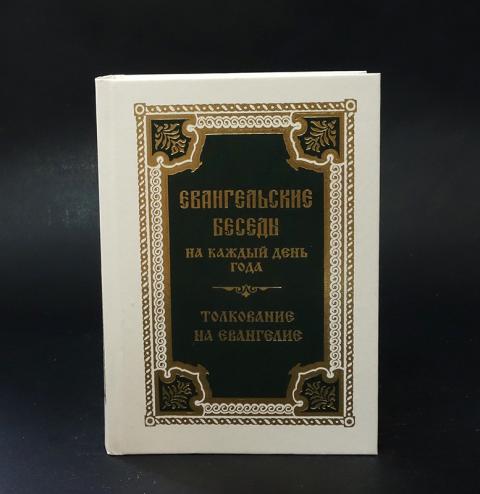 ЕВАНГЕЛЬСКИЕ
БЕСЕДЫ
НА КАЖДЫЙ ДЕНЬ
ГОДА
ТОЛКОВАНИЕ
НА ЕВАНГЕЛИЕ